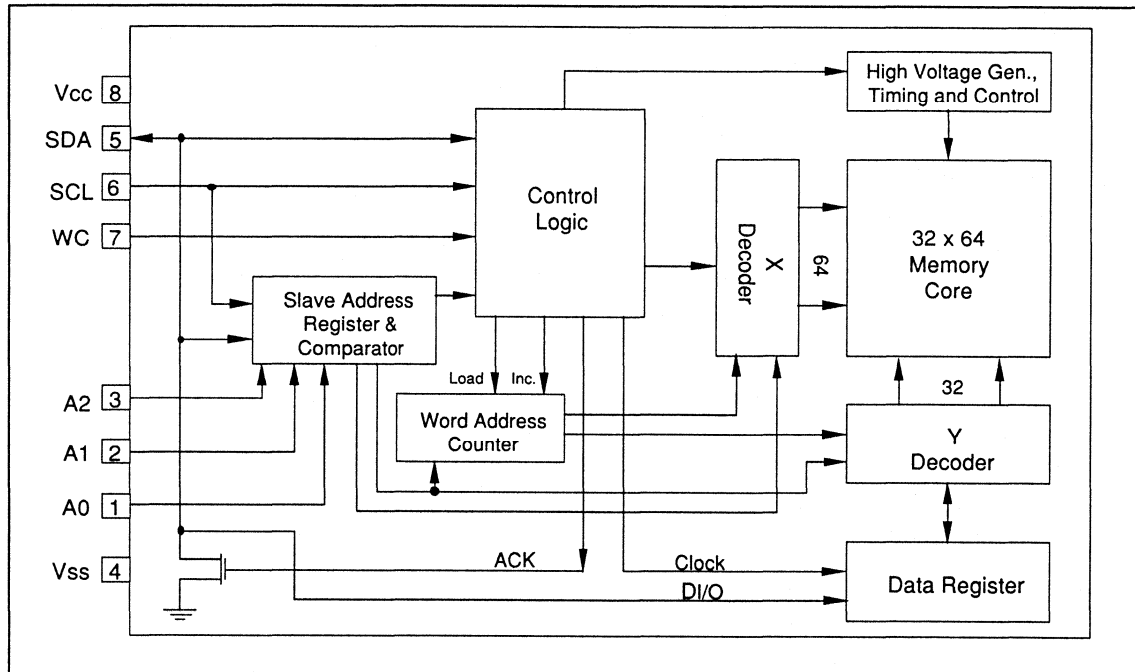 Vcc 8
SDA 5
SCL 6
WC 7
A2 3
A1 2
A0 1
Vss 4
High Voltage Gen.,
Timing and Control
Control
Logic
X
Decoder
64
32 x 64
Memory
Core
Slave Address
Register &
Comparator
Load Inc.
Word Address
Counter
32
Y
Decoder
ACK
Clock
DI/O
Data Register